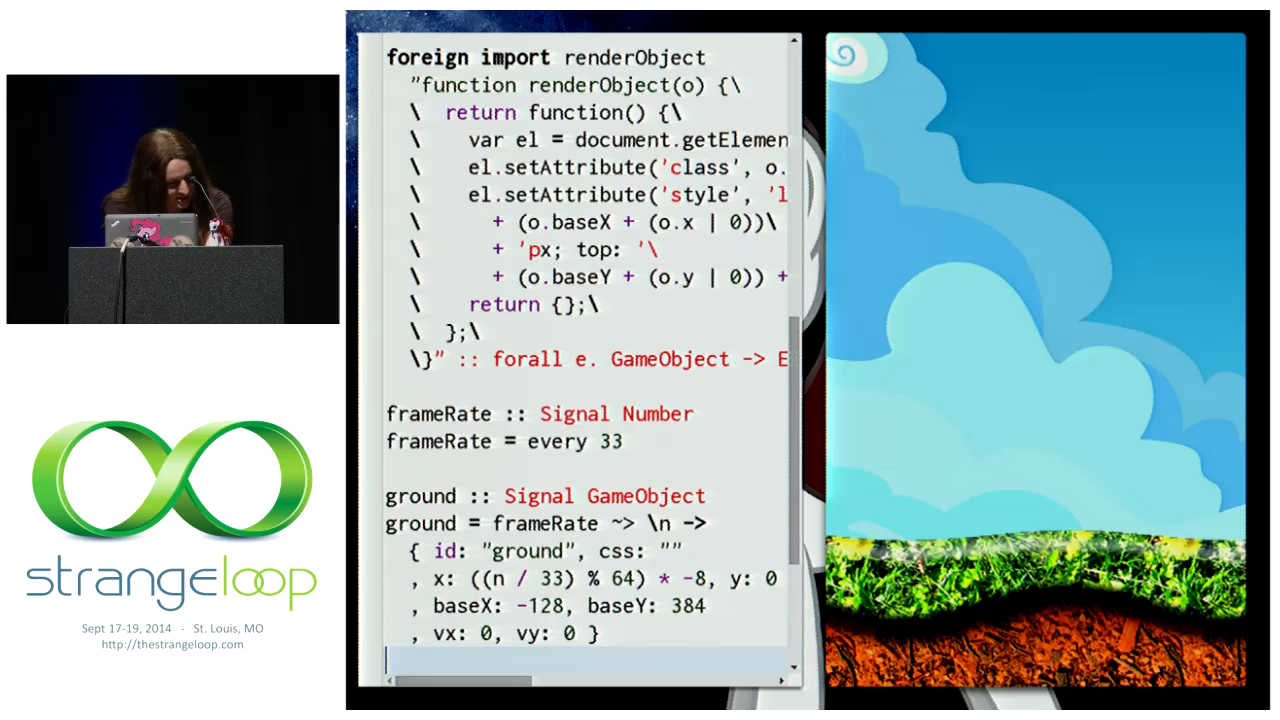 foreign import renderObject
"function renderObject(o) {\
\ return function() {\
\ var el = document.getElemen
\ el.setAttribute('class', o.
\ el.setAttribute('style', 'l
\ + (o.baseX + (o.x | 0))\
\ + 'px; top: '\
\ + (o.baseY + (o.y | 0)) +
\ return {};\
\ };\
\}" :: forall e. GameObject -> E
frameRate :: Signal Number
frameRate = every 33
ground :: Signal GameObject
ground = frameRate ~> \n ->
{ id: "ground", css: ""
, x: ((n / 33) % 64) * -8, y: 0
, baseX: -128, baseY: 384
, vx: 0, vy: 0 }
strangeloop
Sept 17-19, 2014 - St. Louis, MO
http://thestrangeloop.com